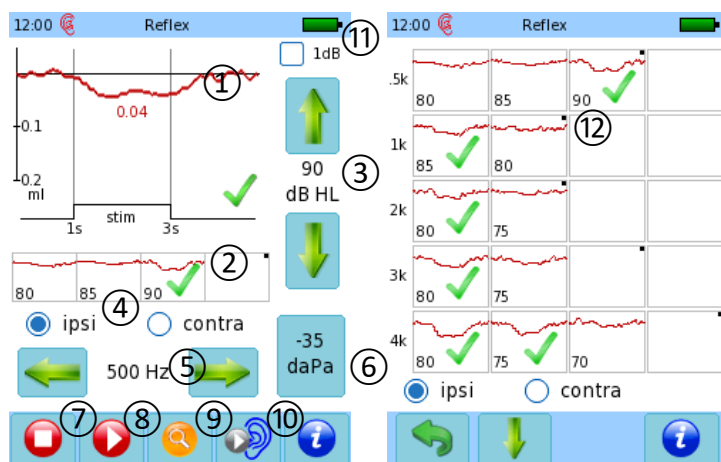 12:00 Reflex
⑪
1dB
①
0.04
0.1
0.2
ml
stim
1s 3s
90
dB HL
③
②
80 85 90
④
ipsi contra
500 Hz ⑤
-35
daPa
⑥
⑦ ⑧ ⑨ ⑩
i
12:00 Reflex
.5k 80 85 90
⑫
1k 85 80
2k 80 75
3k 80 75
4k 80 75 70
ipsi contra
i